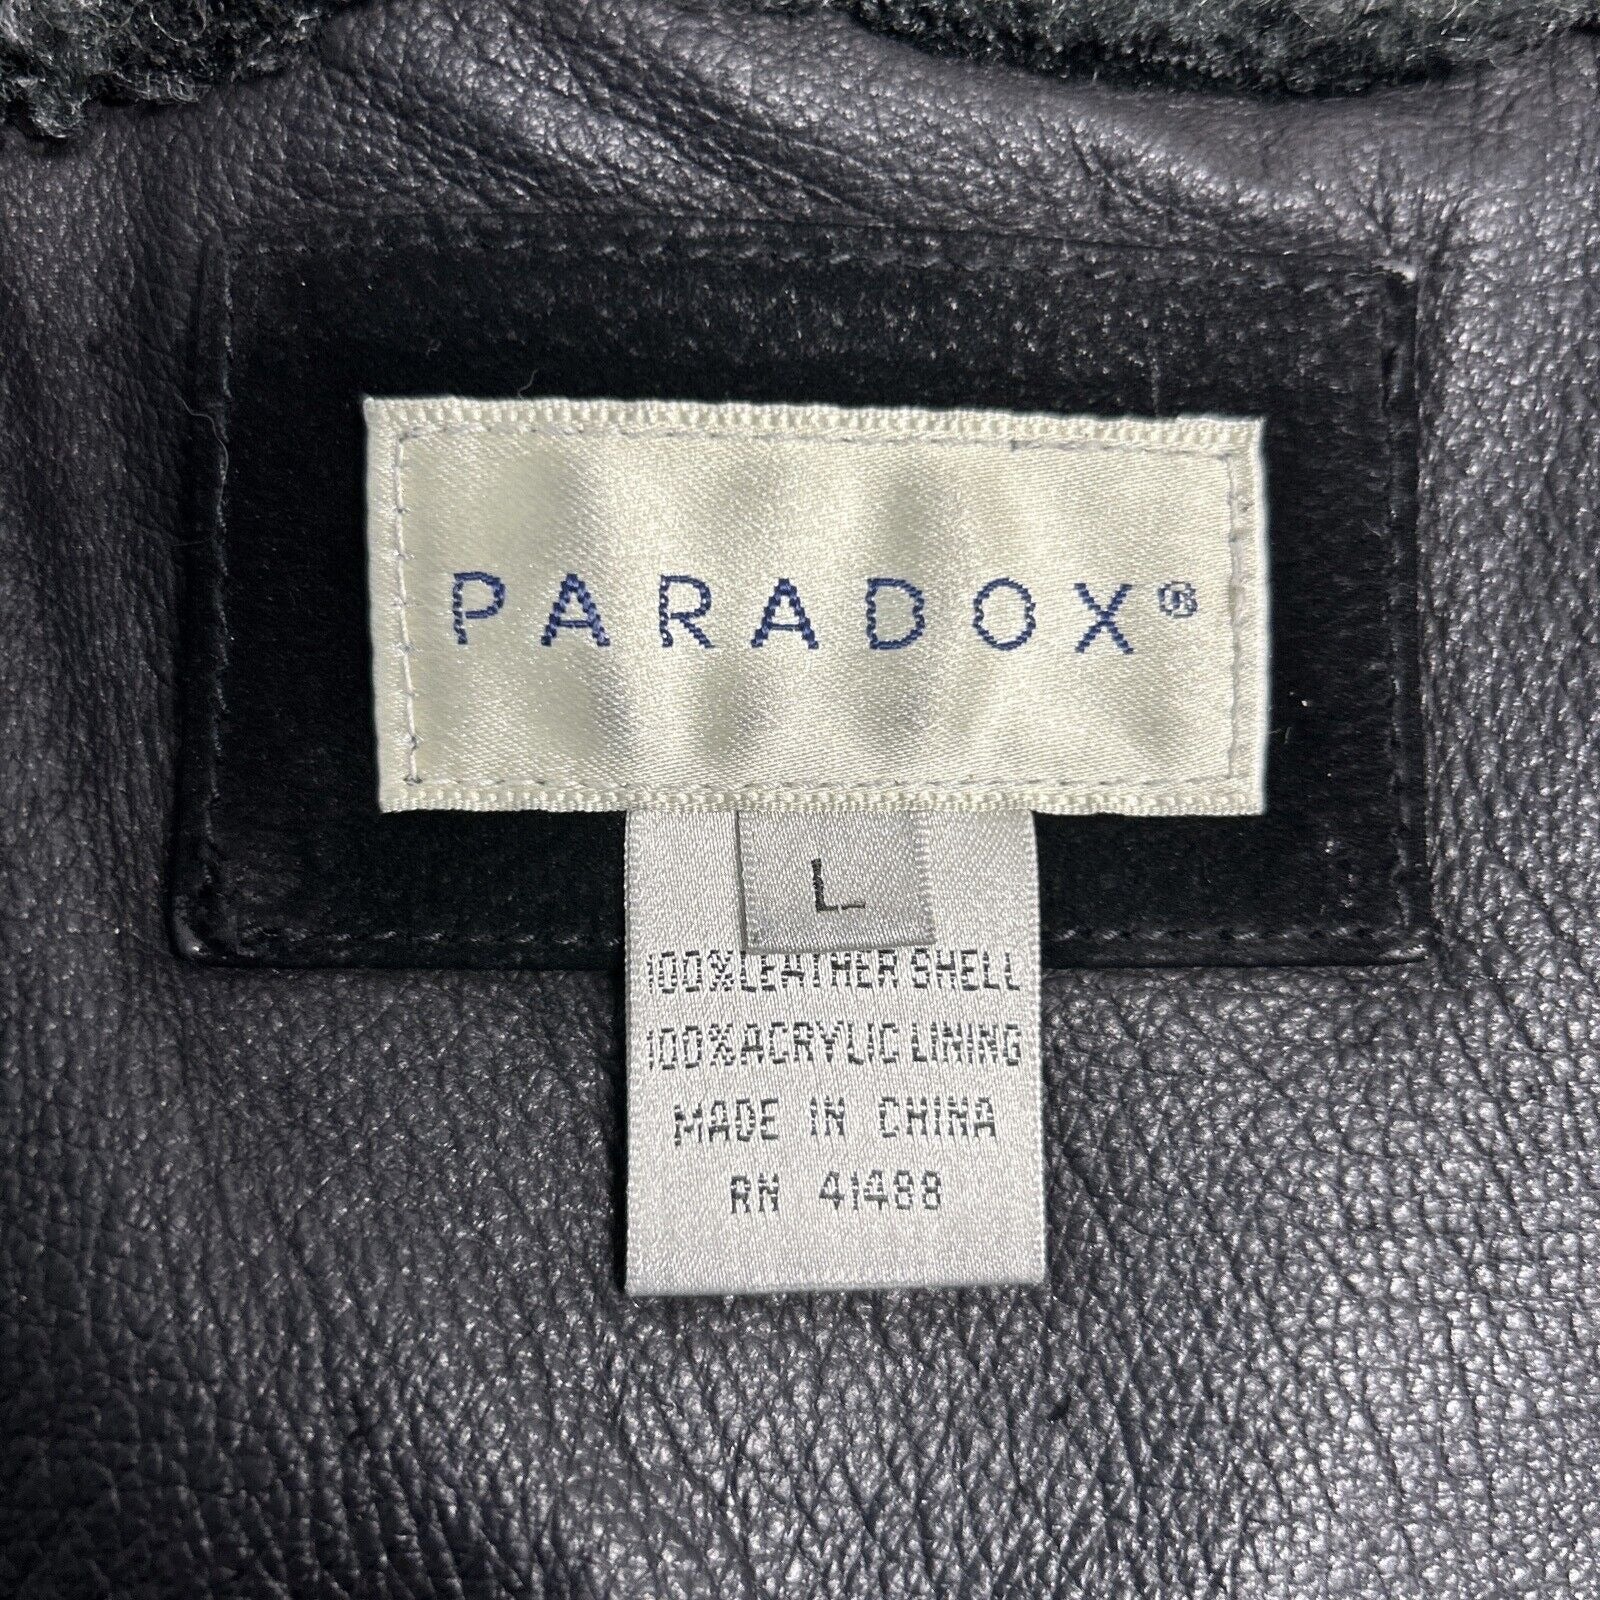 PARADOX®
L
100% LEATHER SHELL
100% ACRYLIC LINING
MADE IN CHINA
RN 41488